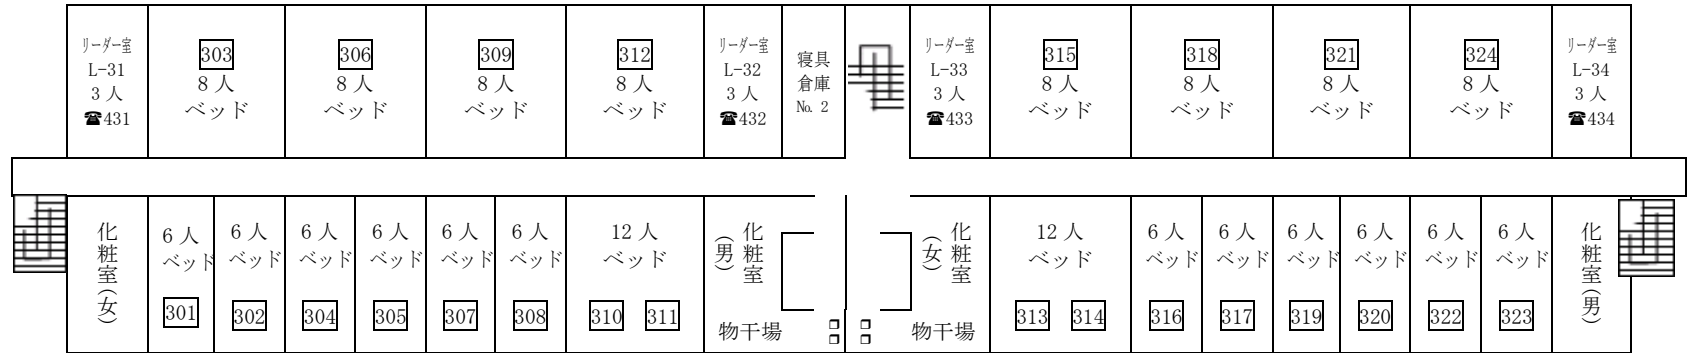 リーダー室
L-31
3 人
☎431
303
8 人
ベッド
306
8 人
ベッド
309
8 人
ベッド
312
8 人
ベッド
リーダー室
L-32
3 人
☎432
寝具
倉庫
№ 2
リーダー室
L-33
3 人
☎433
315
8 人
ベッド
318
8 人
ベッド
321
8 人
ベッド
324
8 人
ベッド
リーダー室
L-34
3 人
☎434
化粧室(女)
6 人
ベッド
301
6 人
ベッド
302
6 人
ベッド
304
6 人
ベッド
305
6 人
ベッド
307
6 人
ベッド
308
12 人
ベッド
310 311
化粧室
(男)
物干場
化粧室
(女)
物干場
12 人
ベッド
313 314
6 人
ベッド
316
6 人
ベッド
317
6 人
ベッド
319
6 人
ベッド
320
6 人
ベッド
322
6 人
ベッド
323
化粧室(男)